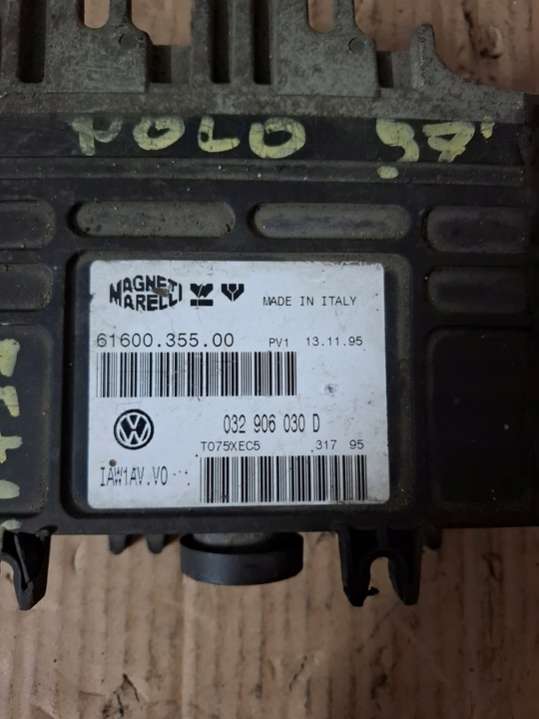 POLO 97'
MAGNETI
MARELLI
MADE IN ITALY
61600.355.00 PV1 13.11.95
032 906 030 D
T075XEC5 317 95
IAW1AV.V0